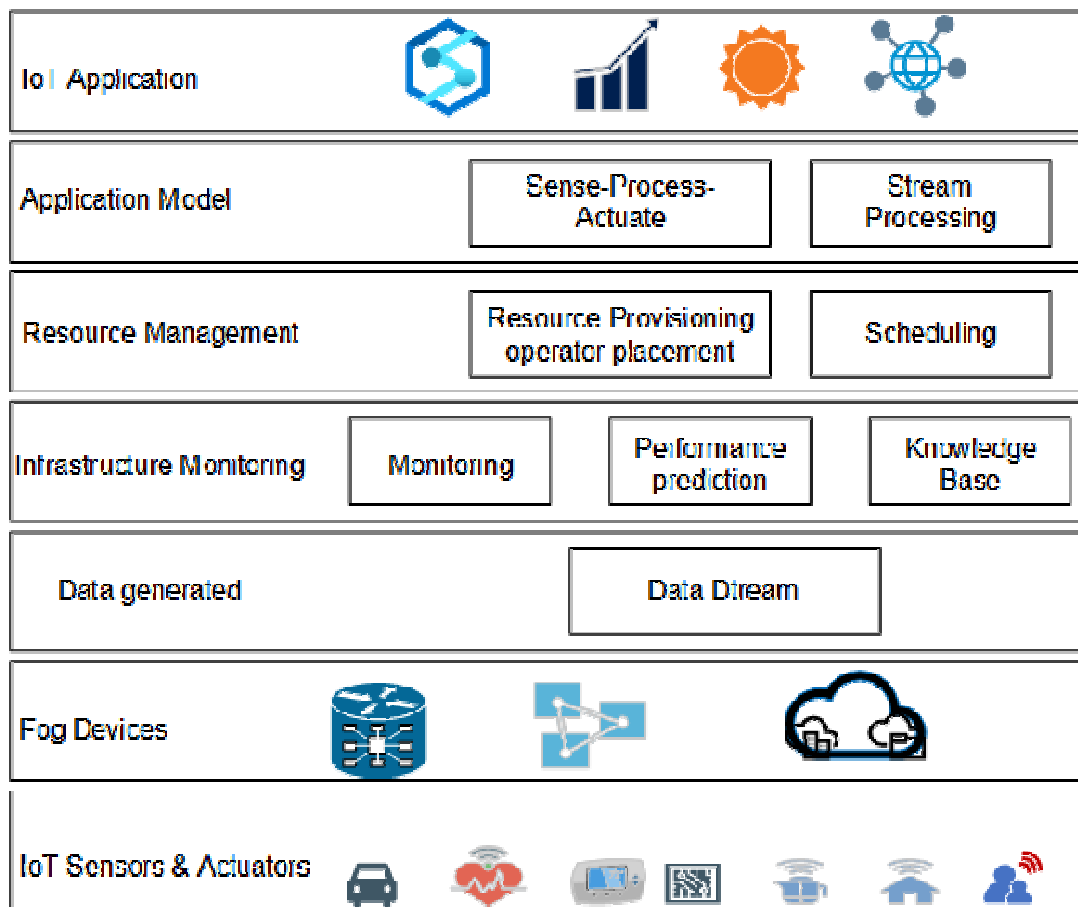 IoT Application
Application Model
Sense-Process-
Actuate
Stream
Processing
Resource Management
Resource Provisioning
operator placement
Scheduling
Infrastructure Monitoring
Monitoring
Performance
prediction
Knowledge
Base
Data generated
Data Dtream
Fog Devices
IoT Sensors & Actuators